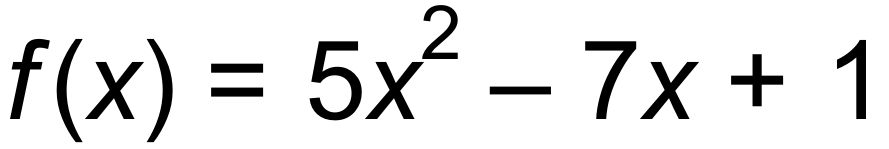 f(x) = 5x² – 7x + 1